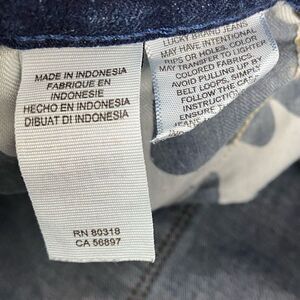 MADE IN INDONESIA
FABRIQUE EN
INDONESIE
HECHO EN INDONESIA
DIBUAT DI INDONESIA
RN 80318
CA 56897
LUCKY BRAND JEANS
MAY HAVE INTENTIONAL
RIPS OR HOLES, COLOR
MAY TRANSFER TO LIGHTER
COLORED FABRICS
AVOID PULLING UP BY
BELT LOOPS, SIMPLY
FOLLOW THE CARE
INSTRUCTIONS
ENSURE
JEANS